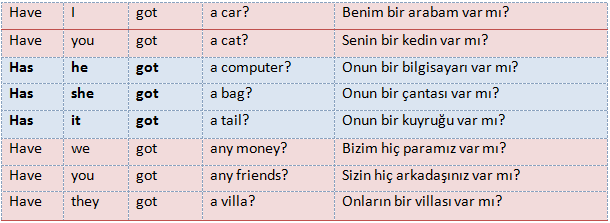 Have I got a car? Benim bir arabam var mı?
Have you got a cat? Senin bir kedin var mı?
Has he got a computer? Onun bir bilgisayarı var mı?
Has she got a bag? Onun bir çantası var mı?
Has it got a tail? Onun bir kuyruğu var mı?
Have we got any money? Bizim hiç paramız var mı?
Have you got any friends? Sizin hiç arkadaşınız var mı?
Have they got a villa? Onların bir villası var mı?